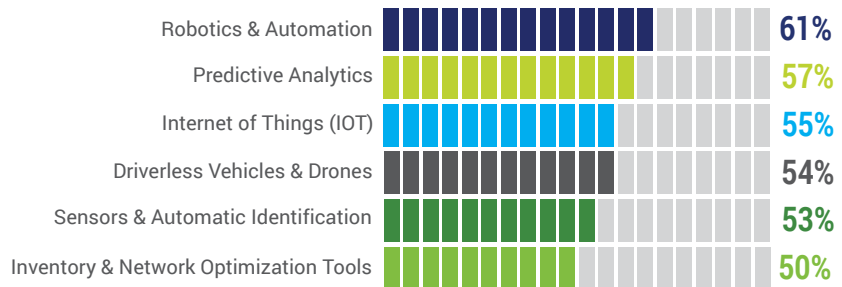 Robotics & Automation 61%
Predictive Analytics 57%
Internet of Things (IOT) 55%
Driverless Vehicles & Drones 54%
Sensors & Automatic Identification 53%
Inventory & Network Optimization Tools 50%